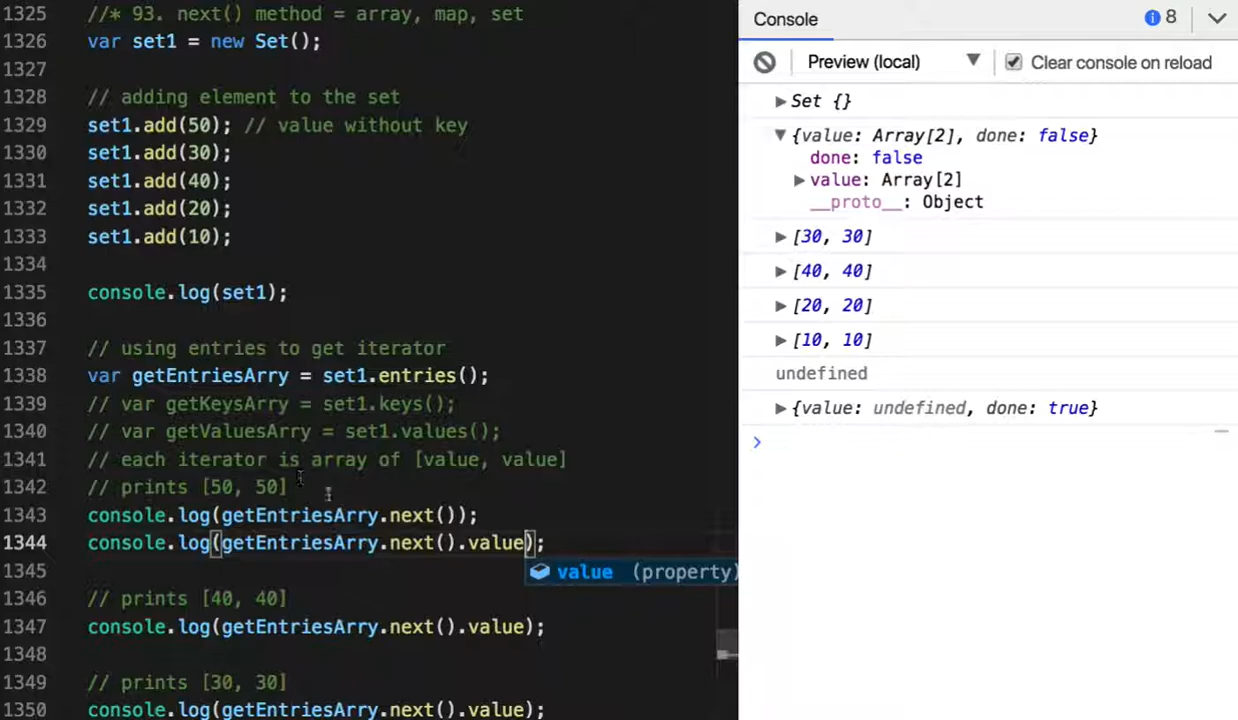 1325 //* 93. next() method = array, map, set
1326 var set1 = new Set();
1327
1328 // adding element to the set
1329 set1.add(50); // value without key
1330 set1.add(30);
1331 set1.add(40);
1332 set1.add(20);
1333 set1.add(10);
1334
1335 console.log(set1);
1336
1337 // using entries to get iterator
1338 var getEntriesArry = set1.entries();
1339 // var getKeysArry = set1.keys();
1340 // var getValuesArry = set1.values();
1341 // each iterator is array of [value, value]
1342 // prints [50, 50]
1343 console.log(getEntriesArry.next());
1344 console.log(getEntriesArry.next().value);
value (property)
1345
1346 // prints [40, 40]
1347 console.log(getEntriesArry.next().value);
1348
1349 // prints [30, 30]
1350 console.log(getEntriesArry.next().value);
Console 8
Preview (local) Clear console on reload
Set {}
{value: Array[2], done: false}
done: false
value: Array[2]
__proto__: Object
[30, 30]
[40, 40]
[20, 20]
[10, 10]
undefined
{value: undefined, done: true}
>